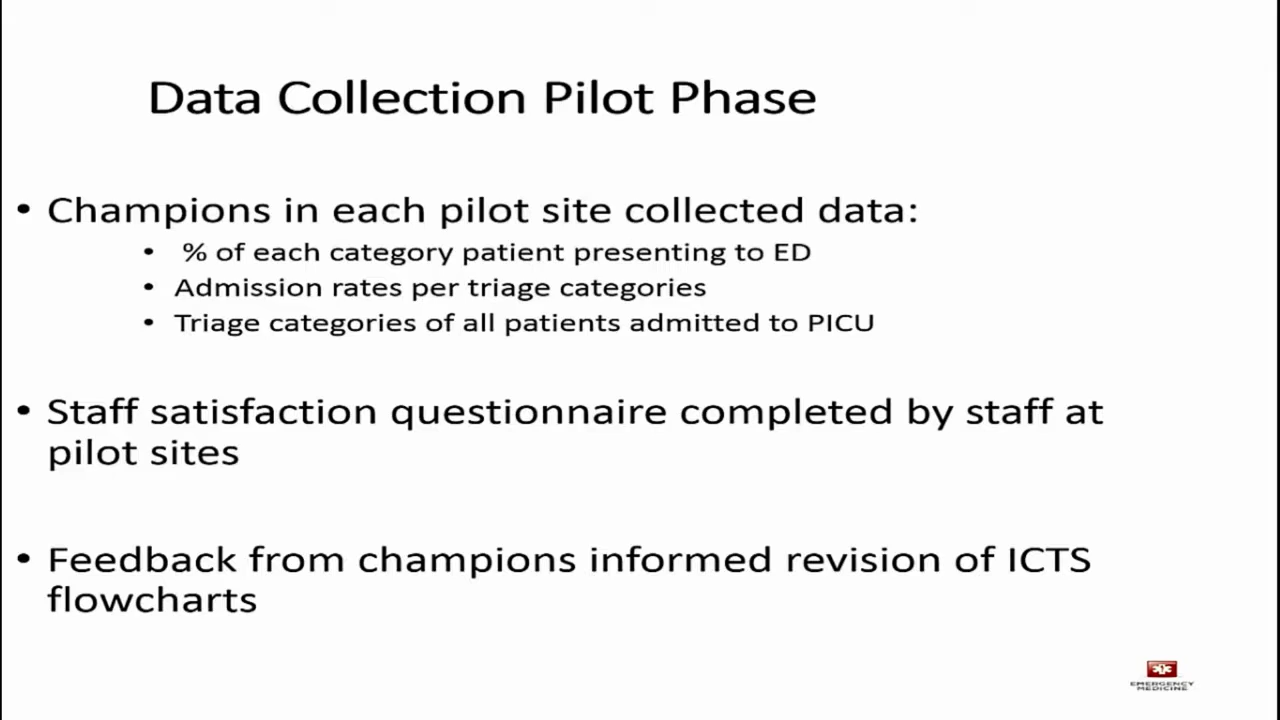 Data Collection Pilot Phase
• Champions in each pilot site collected data:
• % of each category patient presenting to ED
• Admission rates per triage categories
• Triage categories of all patients admitted to PICU
• Staff satisfaction questionnaire completed by staff at
pilot sites
• Feedback from champions informed revision of ICTS
flowcharts
EMERGENCY
MEDICINE